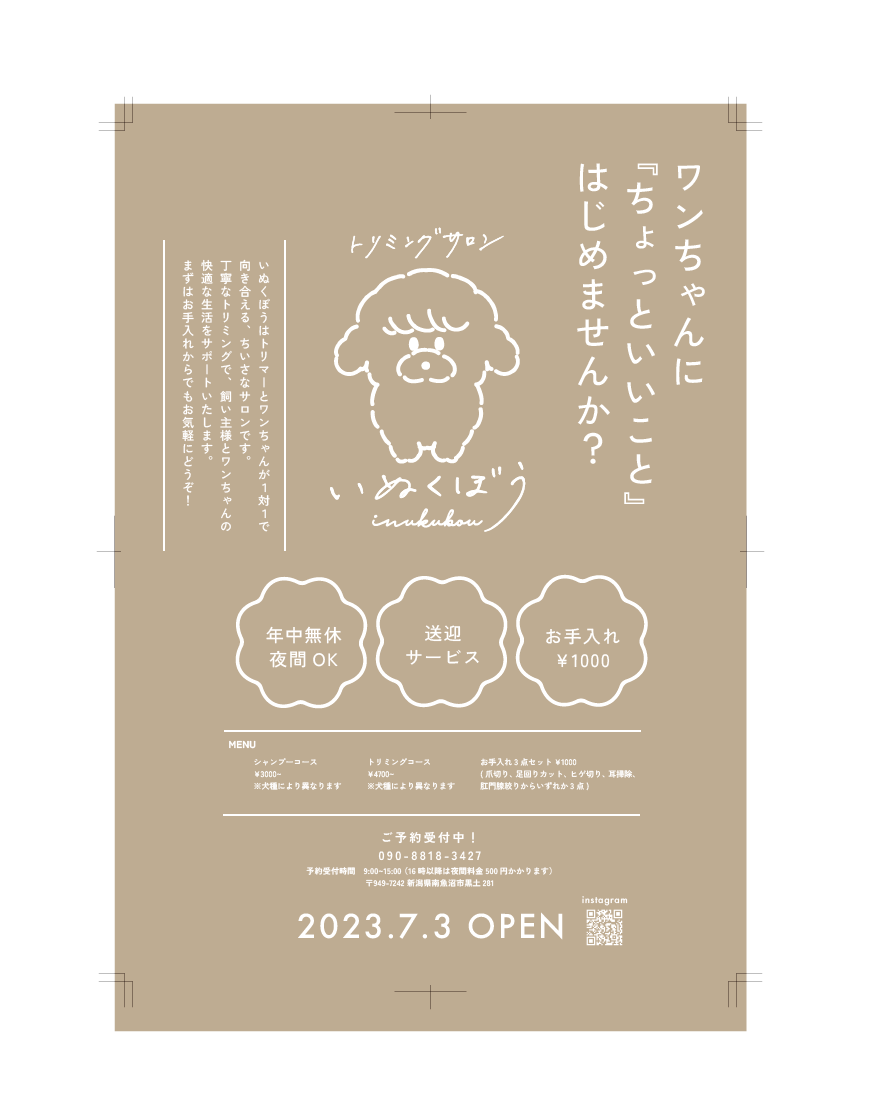 ワンちゃんに
『ちょっといいこと』
はじめませんか？
トリミングサロン
いぬくぼう
inukubou
いぬくぼうはトリマーとワンちゃんが１対１で
向き合える、ちいさなサロンです。
丁寧なトリミングで、飼い主様とワンちゃんの
快適な生活をサポートいたします。
まずはお手入れからでもお気軽にどうぞ！
年中無休
夜間 OK
送迎
サービス
お手入れ
¥1000
MENU
シャンプーコース
¥3000~
※犬種により異なります
トリミングコース
¥4700~
※犬種により異なります
お手入れ３点セット ¥1000
( 爪切り、足回りカット、ヒゲ切り、耳掃除、
肛門腺絞りからいずれか３点 )
ご予約受付中！
090-8818-3427
予約受付時間　9:00~15:00（16 時以降は夜間料金 500 円かかります）
〒949-7242 新潟県南魚沼市黒土 281
instagram
2023.7.3 OPEN